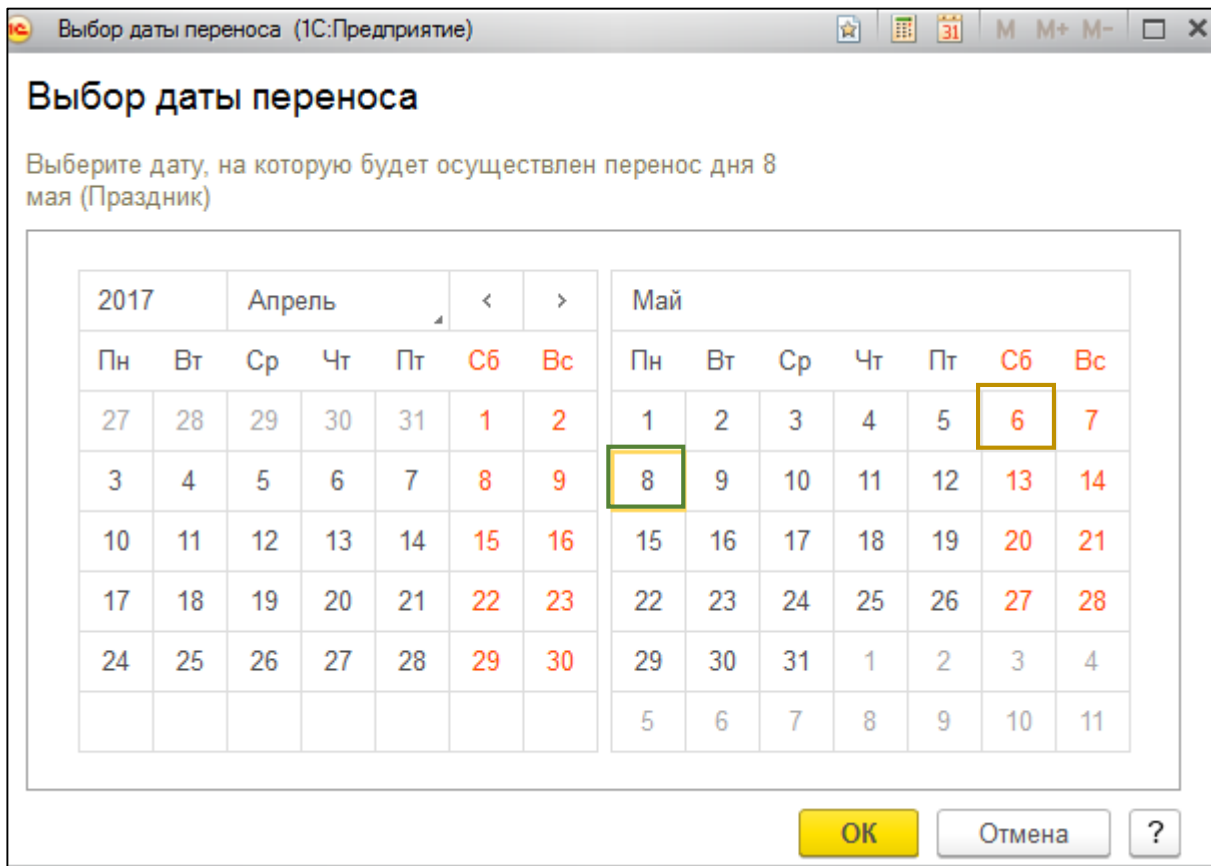 1С Выбор даты переноса (1С:Предприятие) 31 M M+ M-
Выбор даты переноса
Выберите дату, на которую будет осуществлен перенос дня 8
мая (Праздник)
2017 Апрель < > Май
Пн Вт Ср Чт Пт Сб Вс Пн Вт Ср Чт Пт Сб Вс
27 28 29 30 31 1 2 1 2 3 4 5 6 7
3 4 5 6 7 8 9 8 9 10 11 12 13 14
10 11 12 13 14 15 16 15 16 17 18 19 20 21
17 18 19 20 21 22 23 22 23 24 25 26 27 28
24 25 26 27 28 29 30 29 30 31 1 2 3 4
5 6 7 8 9 10 11
ОК Отмена ?